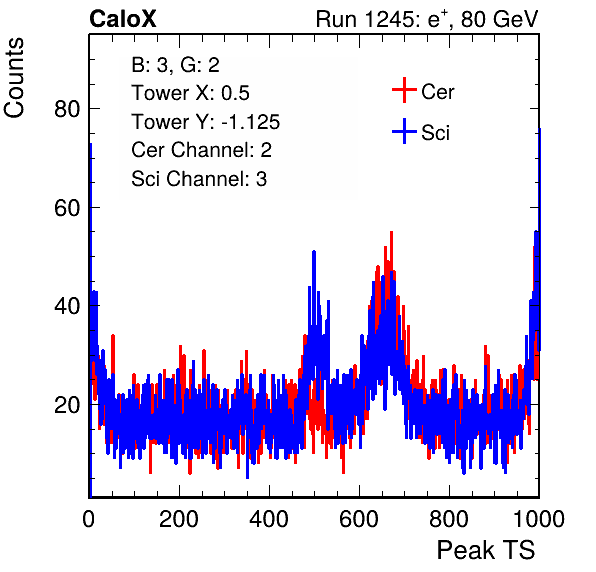 CaloX Run 1245: e+, 80 GeV
Counts
B: 3, G: 2
Tower X: 0.5
Tower Y: -1.125
Cer Channel: 2
Sci Channel: 3
Cer
Sci
80
60
40
20
0 200 400 600 800 1000
Peak TS